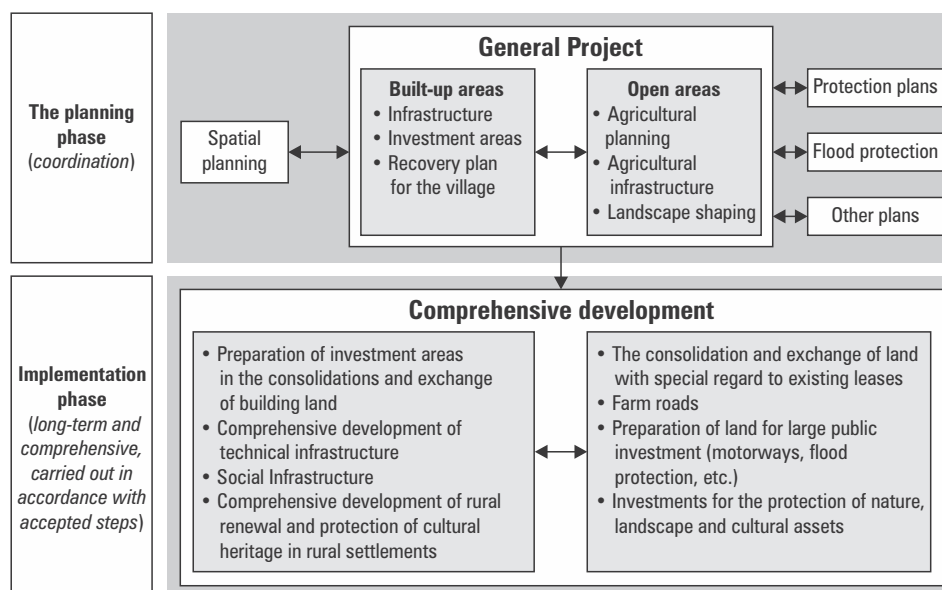 The planning
phase
(coordination)
Spatial
planning
General Project
Built-up areas
• Infrastructure
• Investment areas
• Recovery plan
for the village
Open areas
• Agricultural
planning
• Agricultural
infrastructure
• Landscape shaping
Protection plans
Flood protection
Other plans
Implementation
phase
(long-term and
comprehensive,
carried out in
accordance with
accepted steps)
Comprehensive development
• Preparation of investment areas
in the consolidations and exchange
of building land
• Comprehensive development of
technical infrastructure
• Social Infrastructure
• Comprehensive development of rural
renewal and protection of cultural
heritage in rural settlements
• The consolidation and exchange of land
with special regard to existing leases
• Farm roads
• Preparation of land for large public
investment (motorways, flood
protection, etc.)
• Investments for the protection of nature,
landscape and cultural assets